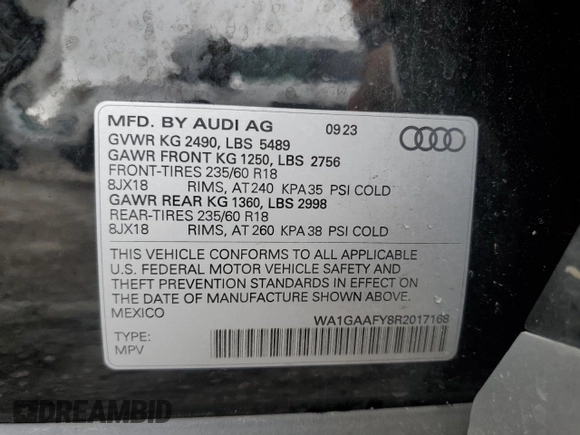 MFD. BY AUDI AG 09 23
GVWR KG 2490, LBS 5489
GAWR FRONT KG 1250, LBS 2756
FRONT-TIRES 235/60 R18
8JX18 RIMS, AT 240 KPA 35 PSI COLD
GAWR REAR KG 1360, LBS 2998
REAR-TIRES 235/60 R18
8JX18 RIMS, AT 260 KPA 38 PSI COLD
THIS VEHICLE CONFORMS TO ALL APPLICABLE
U.S. FEDERAL MOTOR VEHICLE SAFETY AND
THEFT PREVENTION STANDARDS IN EFFECT ON
THE DATE OF MANUFACTURE SHOWN ABOVE.
MEXICO WA1GAAFY8R2017168
TYPE:
MPV
DREAMBID